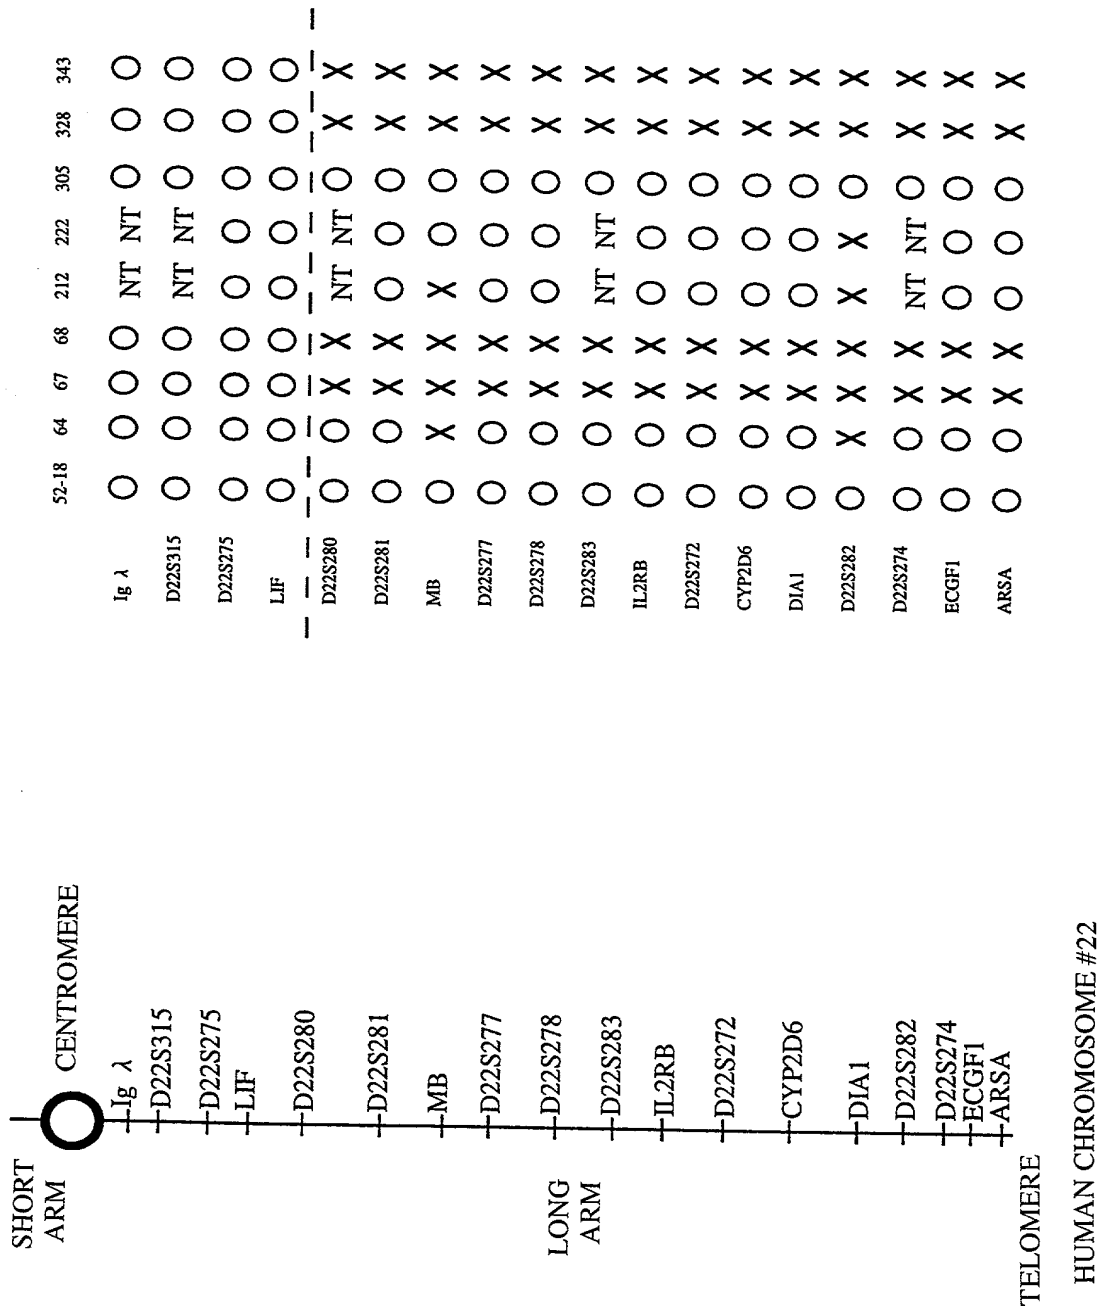 52-18 64 67 68 212 222 305 328 343
Ig λ O O O O NT NT O O O
D22S315 O O O O NT NT O O O
D22S275 O O O O O O O O O
LIF O O O O O O O O O
D22S280 O O X X NT NT O X X
D22S281 O O X X O O O X X
MB O X X X X O O X X
D22S277 O O X X O O O X X
D22S278 O O X X O O O X X
D22S283 O O X X NT NT O X X
IL2RB O O X X O O O X X
D22S272 O O X X O O O X X
CYP2D6 O O X X O O O X X
DIA1 O O X X O O O X X
D22S282 O X X X X X O X X
D22S274 O O X X NT NT O X X
ECGF1 O O X X O O O X X
ARSA O O X X O O O X X
SHORT
ARM
CENTROMERE
Ig λ
D22S315
D22S275
LIF
D22S280
D22S281
MB
D22S277
LONG
ARM
D22S278
D22S283
IL2RB
D22S272
CYP2D6
DIA1
D22S282
D22S274
ECGF1
ARSA
TELOMERE
HUMAN CHROMOSOME #22